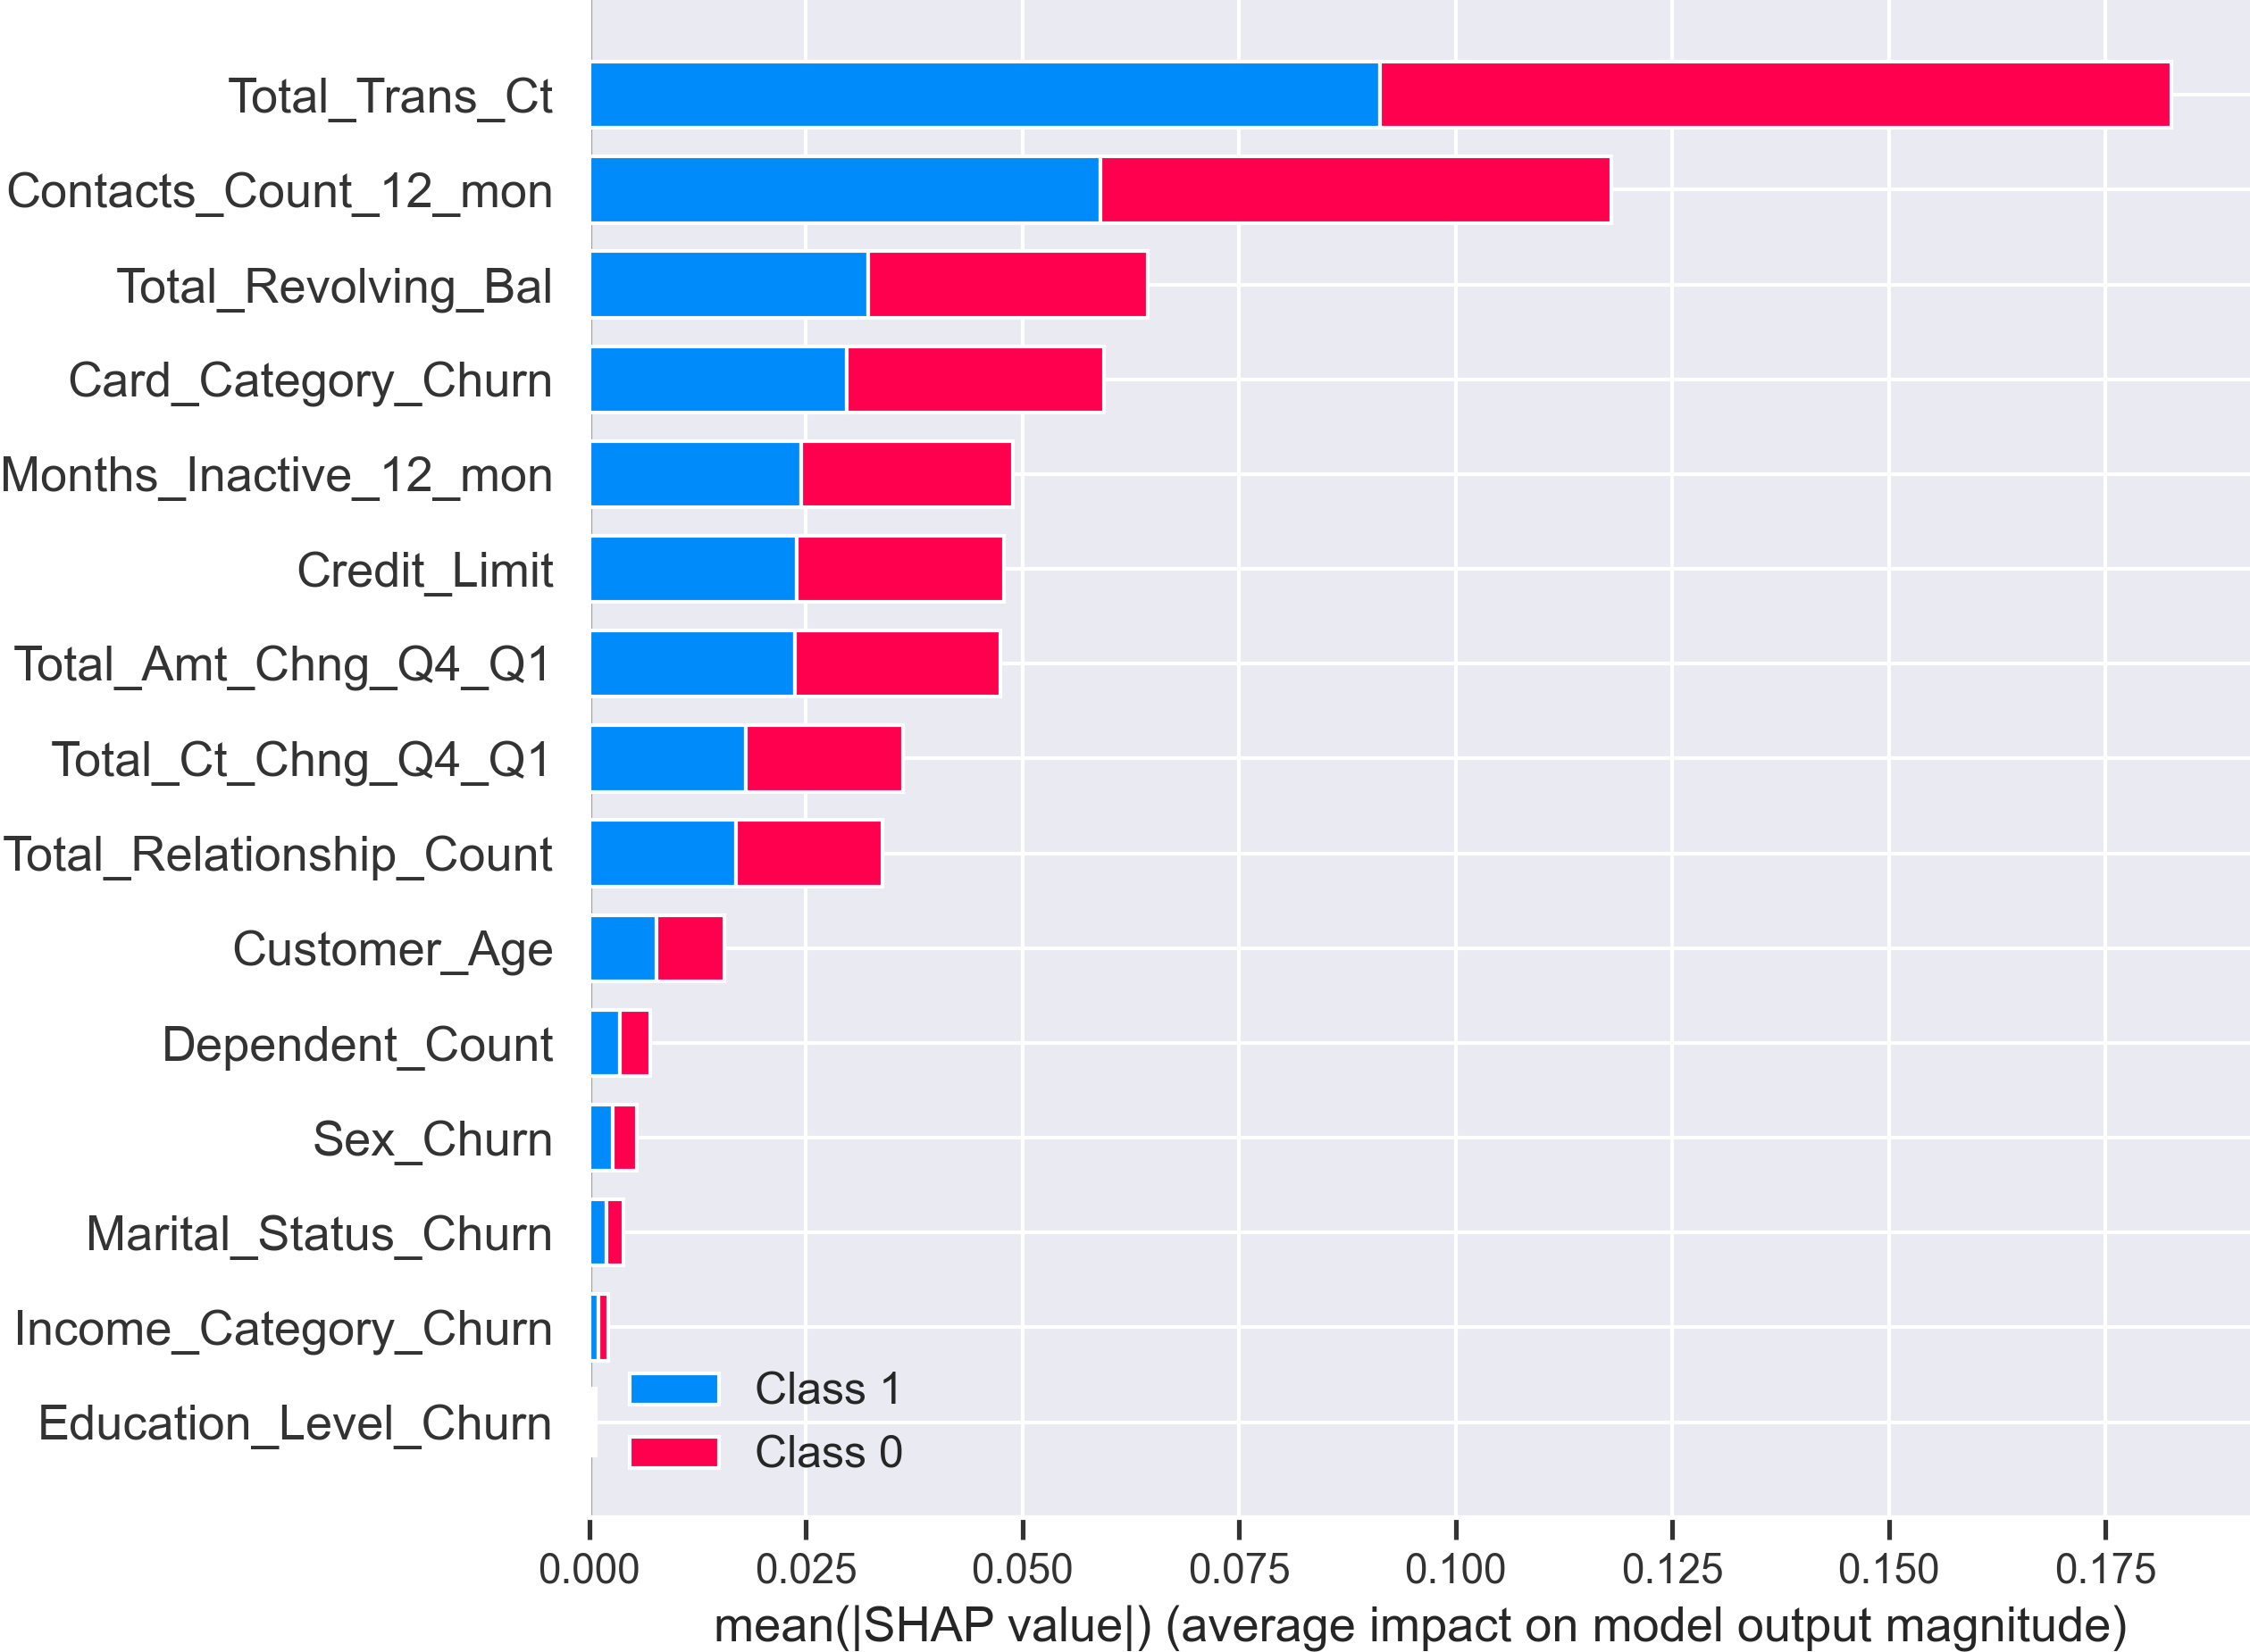 Total_Trans_Ct
Contacts_Count_12_mon
Total_Revolving_Bal
Card_Category_Churn
Months_Inactive_12_mon
Credit_Limit
Total_Amt_Chng_Q4_Q1
Total_Ct_Chng_Q4_Q1
Total_Relationship_Count
Customer_Age
Dependent_Count
Sex_Churn
Marital_Status_Churn
Income_Category_Churn
Education_Level_Churn
Class 1
Class 0
0.000 0.025 0.050 0.075 0.100 0.125 0.150 0.175
mean(|SHAP value|) (average impact on model output magnitude)